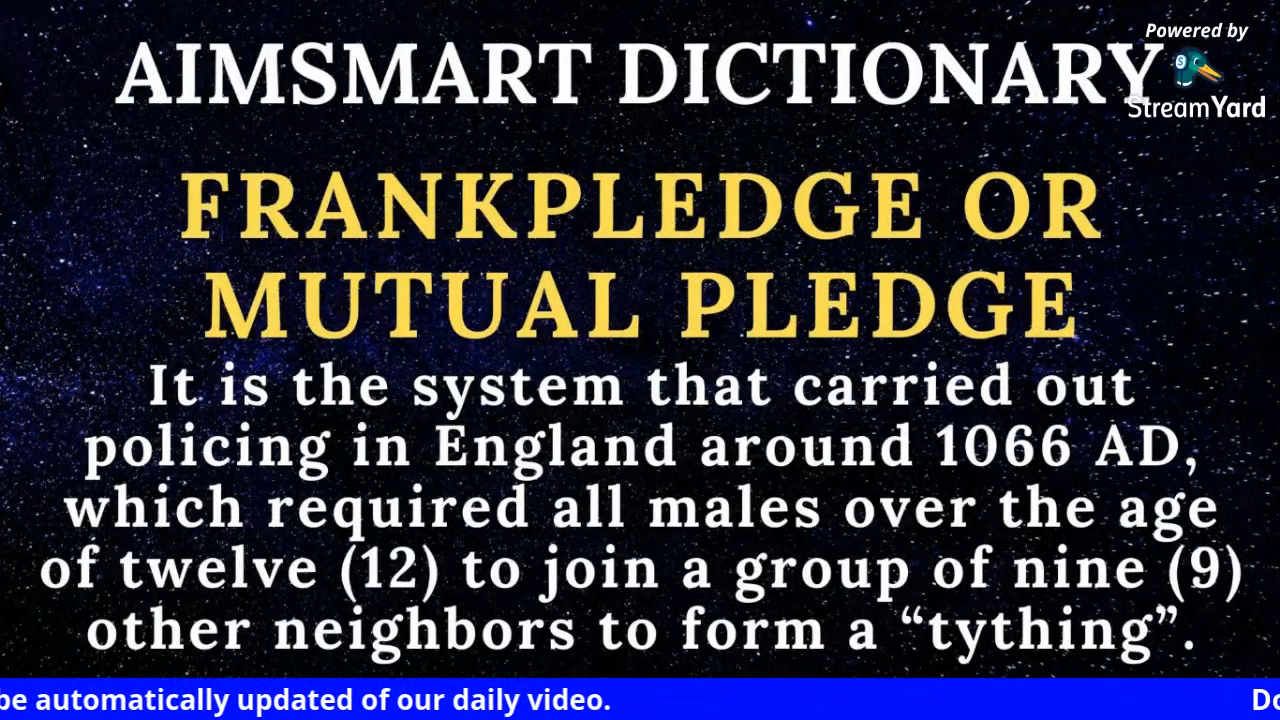 Powered by
AIMSMART DICTIONARY
StreamYard
FRANKPLEDGE OR
MUTUAL PLEDGE
It is the system that carried out
policing in England around 1066 AD,
which required all males over the age
of twelve (12) to join a group of nine (9)
other neighbors to form a “tything”.
be automatically updated of our daily video. Do